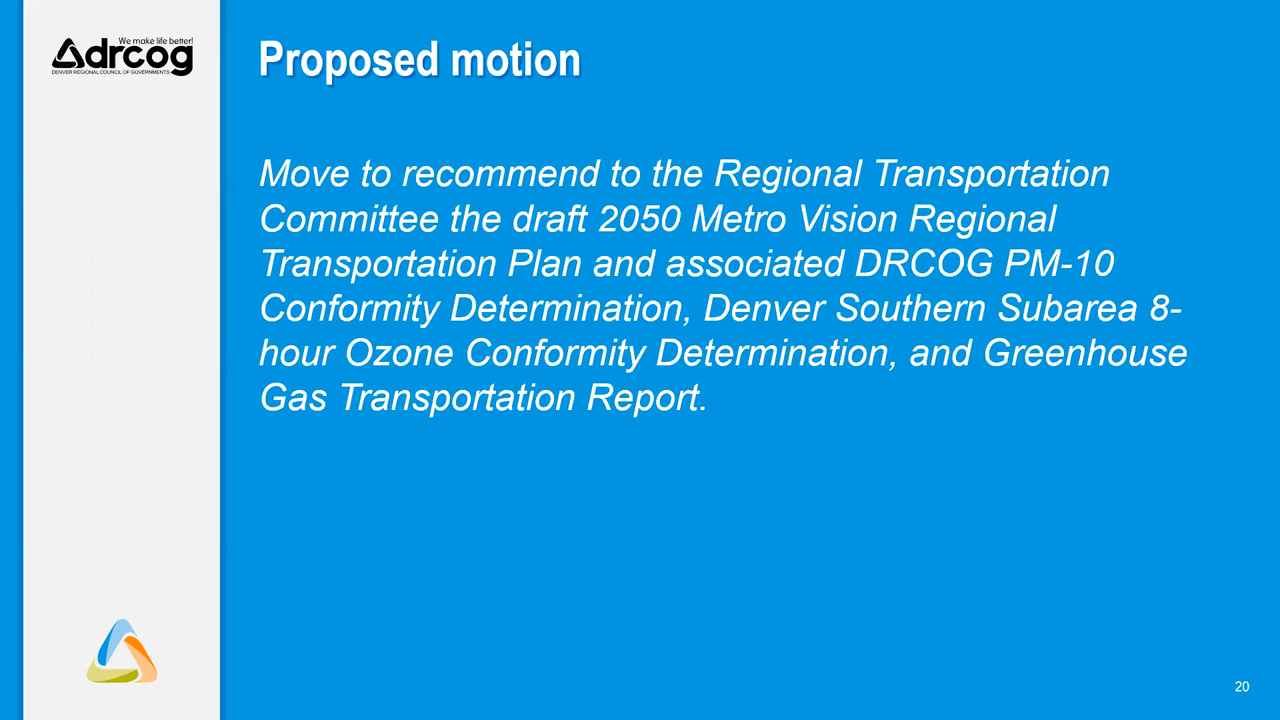 We make life better!
drcog
DENVER REGIONAL COUNCIL OF GOVERNMENTS
Proposed motion
Move to recommend to the Regional Transportation
Committee the draft 2050 Metro Vision Regional
Transportation Plan and associated DRCOG PM-10
Conformity Determination, Denver Southern Subarea 8-
hour Ozone Conformity Determination, and Greenhouse
Gas Transportation Report.
20